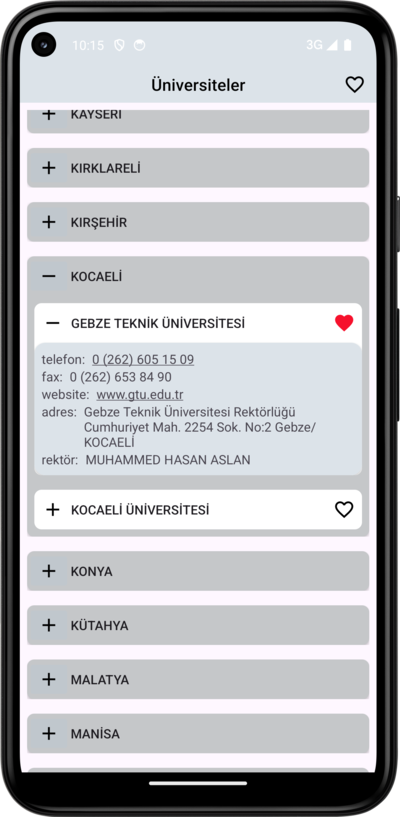 10:15
3G
Üniversiteler
KAYSERİ
KIRKLARELİ
KIRŞEHİR
KOCAELİ
GEBZE TEKNİK ÜNİVERSİTESİ
telefon: 0 (262) 605 15 09
fax: 0 (262) 653 84 90
website: www.gtu.edu.tr
adres: Gebze Teknik Üniversitesi Rektörlüğü
Cumhuriyet Mah. 2254 Sok. No:2 Gebze/
KOCAELİ
rektör: MUHAMMED HASAN ASLAN
KOCAELİ ÜNİVERSİTESİ
KONYA
KÜTAHYA
MALATYA
MANİSA